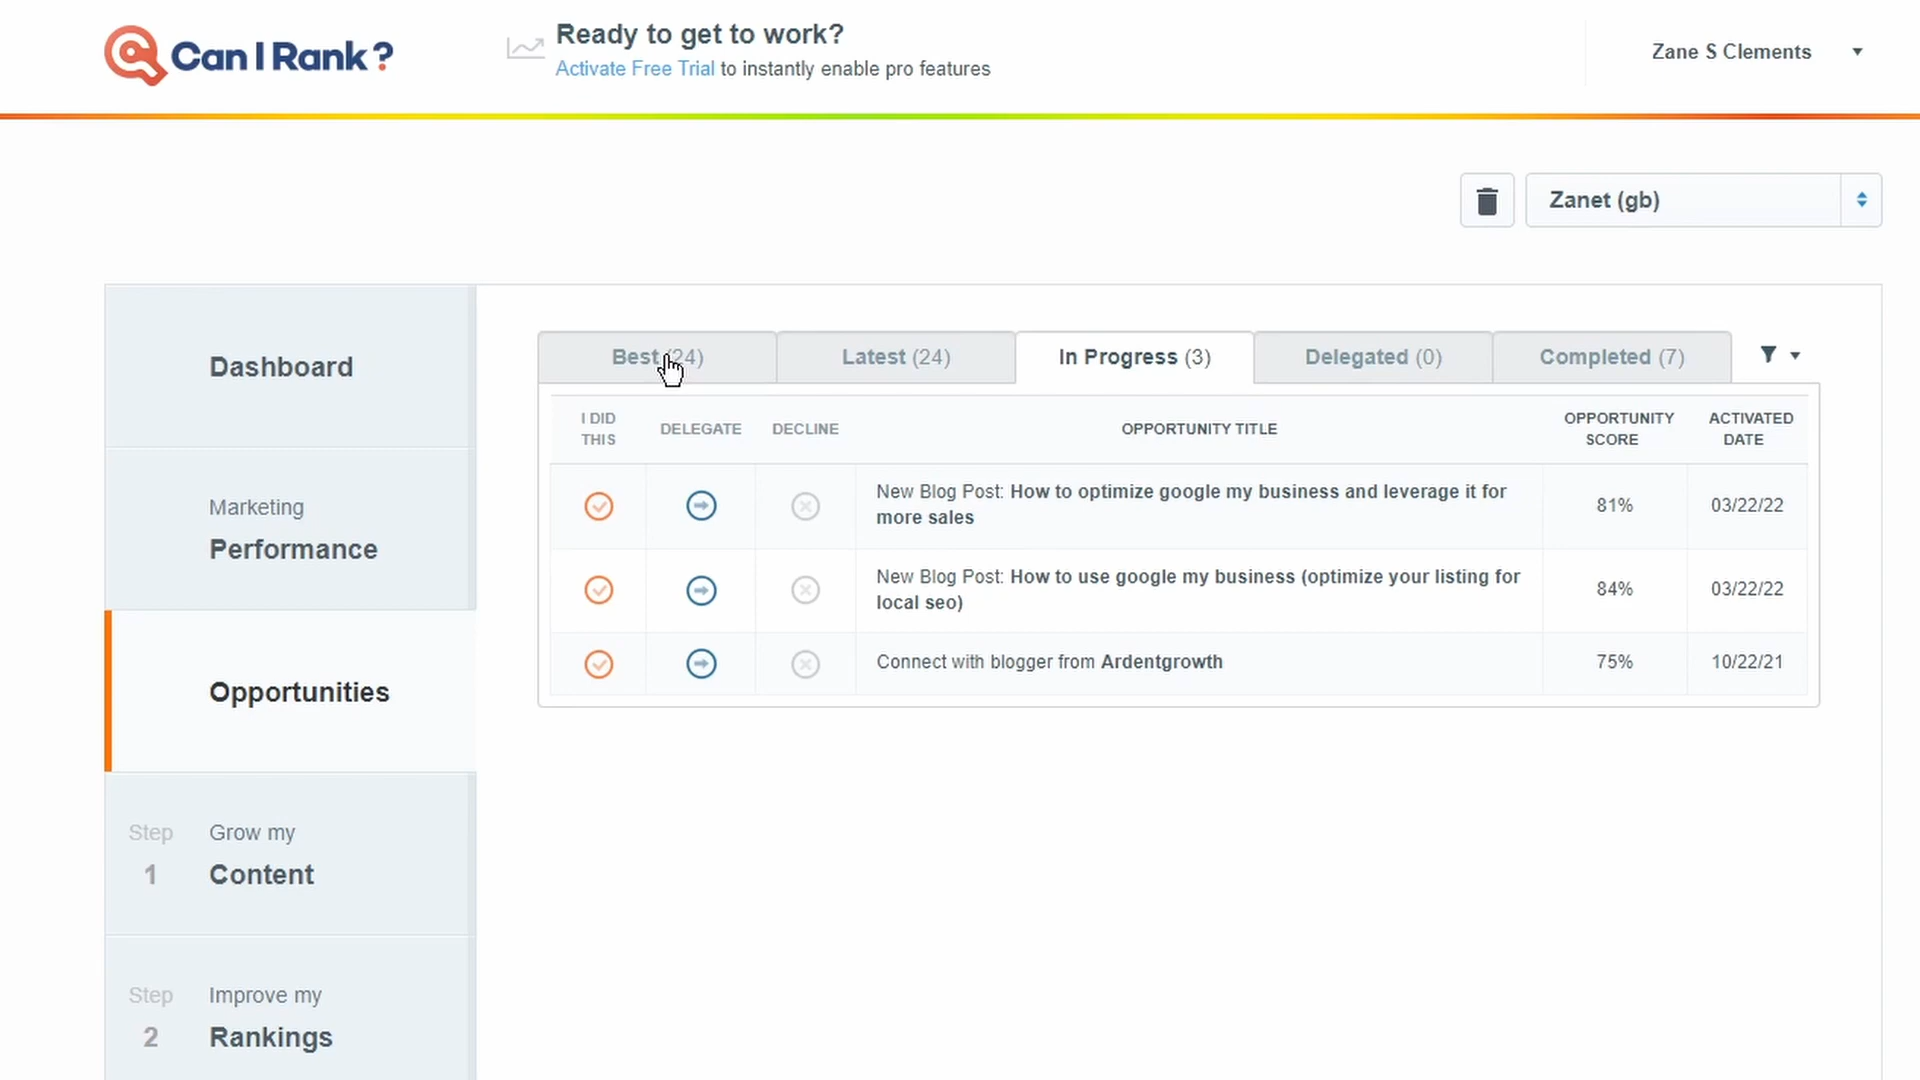 Can I Rank?
Ready to get to work?
Activate Free Trial to instantly enable pro features
Zane S Clements
Zanet (gb)
Dashboard
Marketing
Performance
Opportunities
Step 1
Grow my
Content
Step 2
Improve my
Rankings
Best (24)
Latest (24)
In Progress (3)
Delegated (0)
Completed (7)
I DID
THIS
DELEGATE
DECLINE
OPPORTUNITY TITLE
OPPORTUNITY
SCORE
ACTIVATED
DATE
New Blog Post: How to optimize google my business and leverage it for
more sales
81%
03/22/22
New Blog Post: How to use google my business (optimize your listing for
local seo)
84%
03/22/22
Connect with blogger from Ardentgrowth
75%
10/22/21